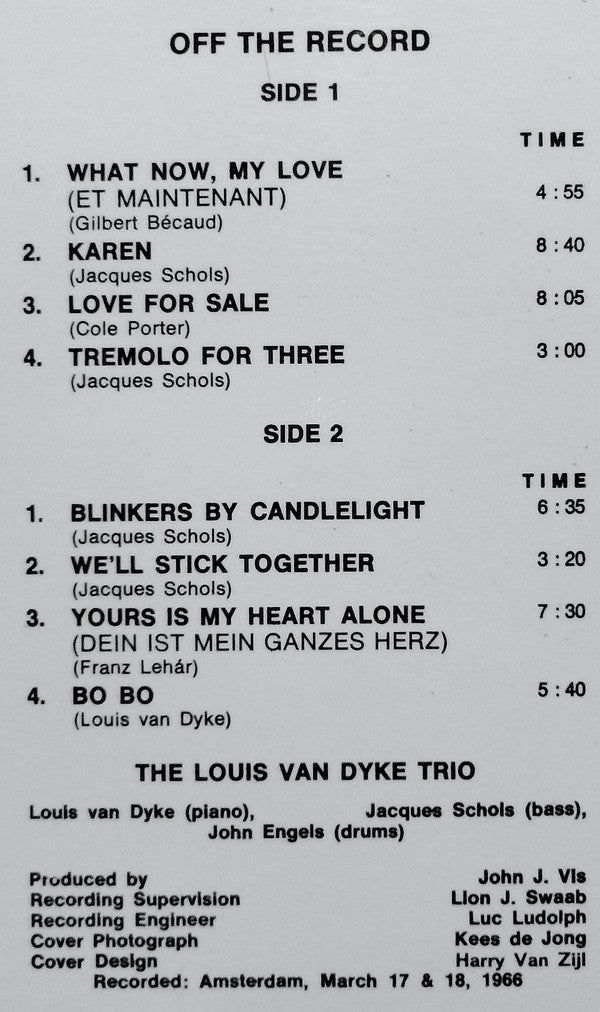 OFF THE RECORD
SIDE 1
TIME
1. WHAT NOW, MY LOVE
(ET MAINTENANT) 4:55
(Gilbert Bécaud)
2. KAREN 8:40
(Jacques Schols)
3. LOVE FOR SALE 8:05
(Cole Porter)
4. TREMOLO FOR THREE 3:00
(Jacques Schols)
SIDE 2
TIME
1. BLINKERS BY CANDLELIGHT 6:35
(Jacques Schols)
2. WE'LL STICK TOGETHER 3:20
(Jacques Schols)
3. YOURS IS MY HEART ALONE 7:30
(DEIN IST MEIN GANZES HERZ)
(Franz Lehár)
4. BO BO 5:40
(Louis van Dyke)
THE LOUIS VAN DYKE TRIO
Louis van Dyke (piano), Jacques Schols (bass),
John Engels (drums)
Produced by John J. Vis
Recording Supervision Lion J. Swaab
Recording Engineer Luc Ludolph
Cover Photograph Kees de Jong
Cover Design Harry Van Zijl
Recorded: Amsterdam, March 17 & 18, 1966